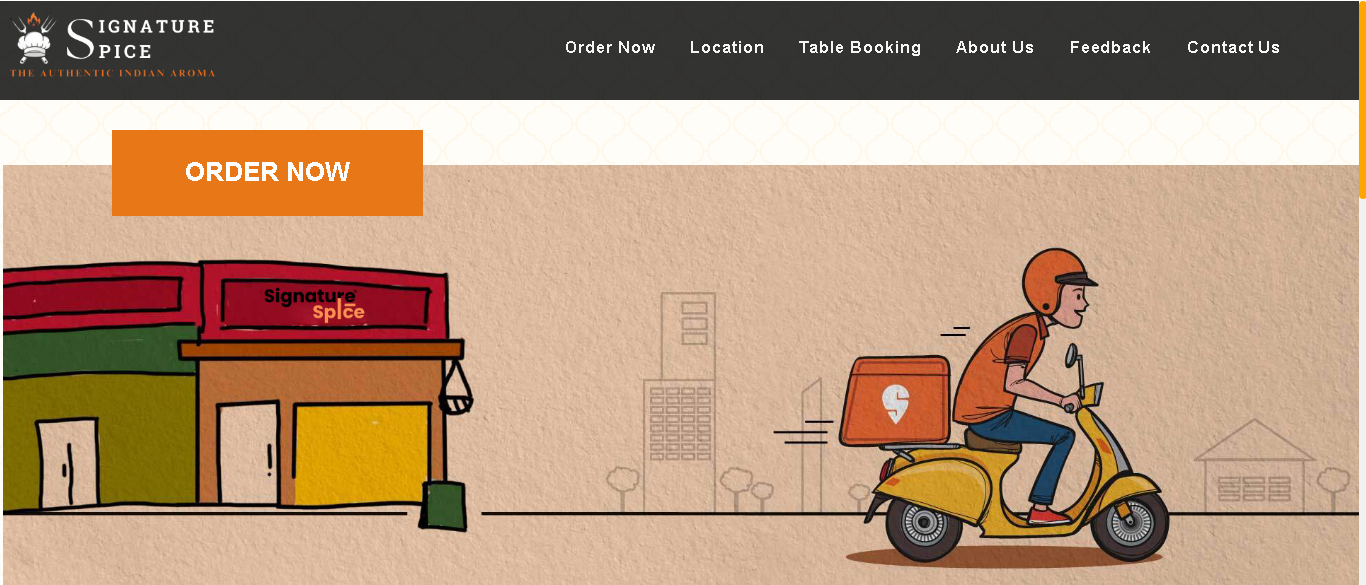 SIGNATURE
SPICE
THE AUTHENTIC INDIAN AROMA
Order Now Location Table Booking About Us Feedback Contact Us
ORDER NOW
Signature
Spice